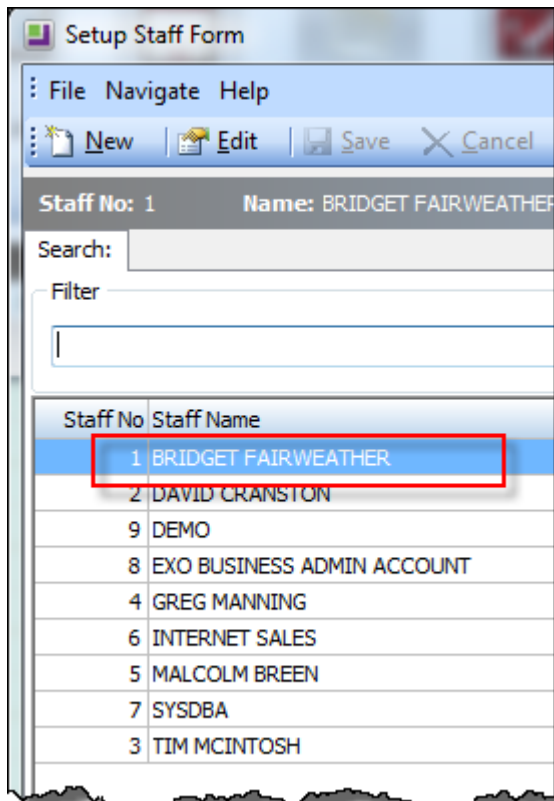 Setup Staff Form
File Navigate Help
New Edit Save Cancel
Staff No: 1 Name: BRIDGET FAIRWEATHER
Search:
Filter
Staff No Staff Name
1 BRIDGET FAIRWEATHER
2 DAVID CRANSTON
9 DEMO
8 EXO BUSINESS ADMIN ACCOUNT
4 GREG MANNING
6 INTERNET SALES
5 MALCOLM BREEN
7 SYSDBA
3 TIM MCINTOSH